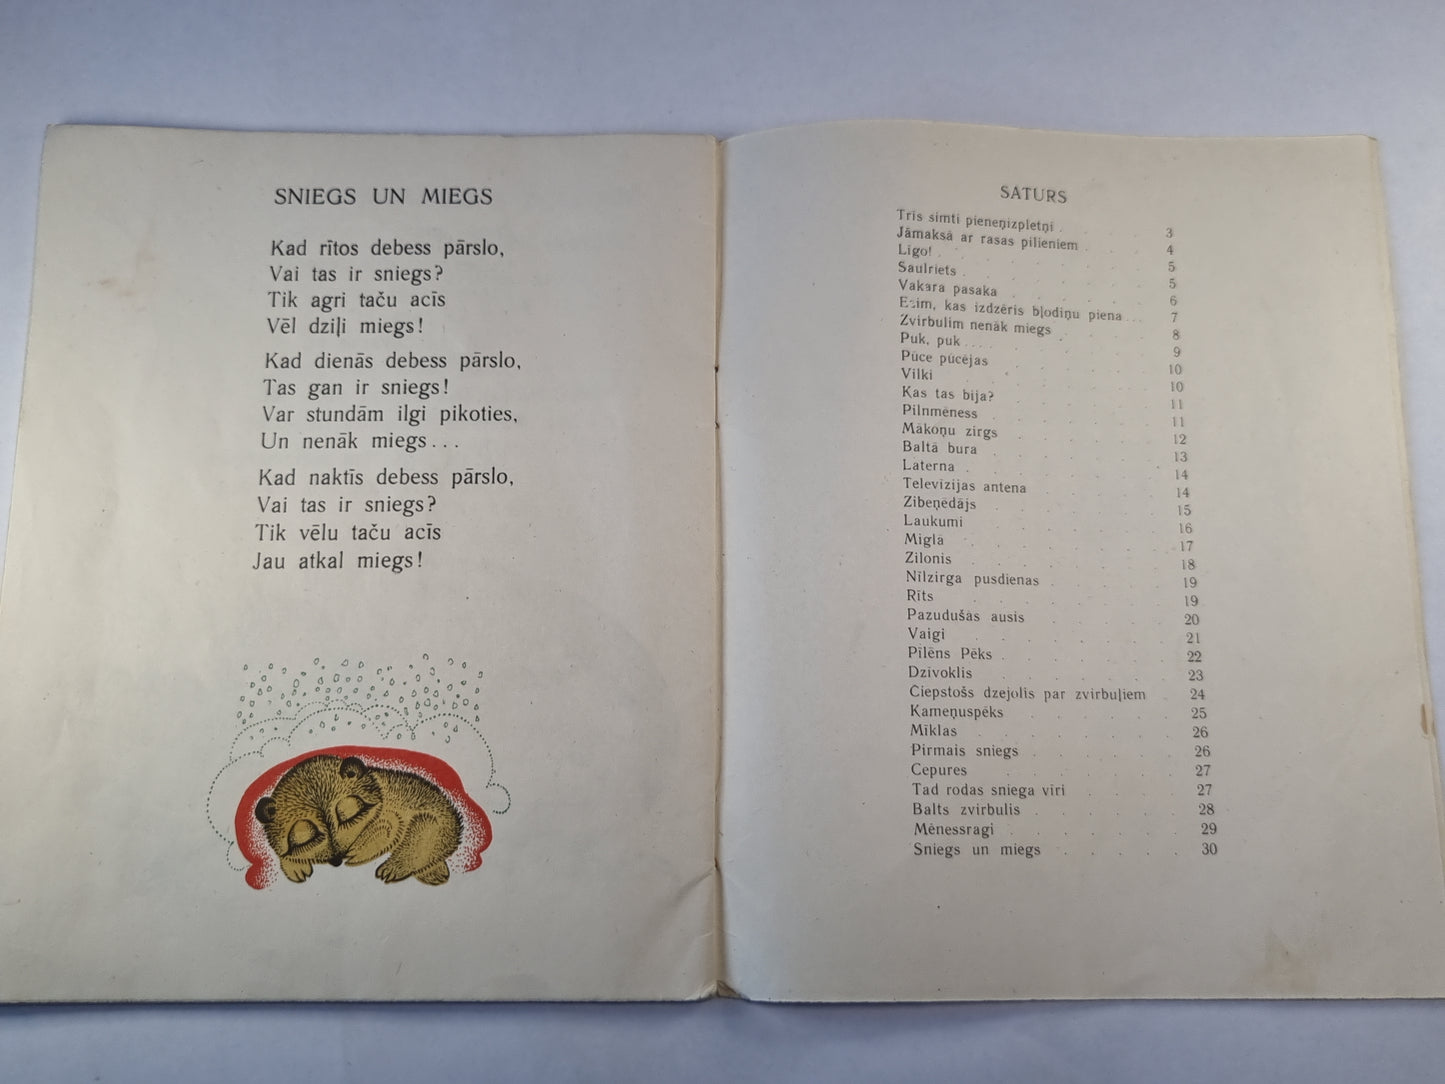 SNIEGS UN MIEGS
Kad rītos debess pārslo,
Vai tas ir sniegs?
Tik agri taču acīs
Vēl dziļi miegs!
Kad dienās debess pārslo,
Tas gan ir sniegs!
Var stundām ilgi pikoties,
Un nenāk miegs...
Kad naktīs debess pārslo,
Vai tas ir sniegs?
Tik vēlu taču acīs
Jau atkal miegs!
SATURS
Trīs simti pieneņizpletņi . 3
Jāmaksā ar rasas pilieniem . 4
Līgo! . 5
Saulriets . 5
Vakara pasaka . 6
Ezim, kas izdzēris bļodiņu piena... 7
Zvirbulim nenāk miegs . 8
Puk, puk .... 9
Pūce pūcējas . 10
Vilki . 10
Kas tas bija? . 11
Pilnmēness . 11
Mākoņu zirgs . 12
Baltā bura . 13
Laterna . 14
Televīzijas antena . 14
Zibeņēdājs . 15
Laukumi . 16
Miglā . 17
Zilonis . 18
Nīlzirga pusdienas . 19
Rīts . 19
Pazudušās ausis . 20
Vaigi . 21
Pīlēns Pēks . 22
Dzīvoklis . 23
Čiepstošs dzejolis par zvirbuļiem . 24
Kameņuspēks . 25
Mīklas . 26
Pirmais sniegs . 26
Cepures . 27
Tad rodas sniega vīri . 27
Balts zvirbulis . 28
Mēnessragi . 29
Sniegs un miegs . 30